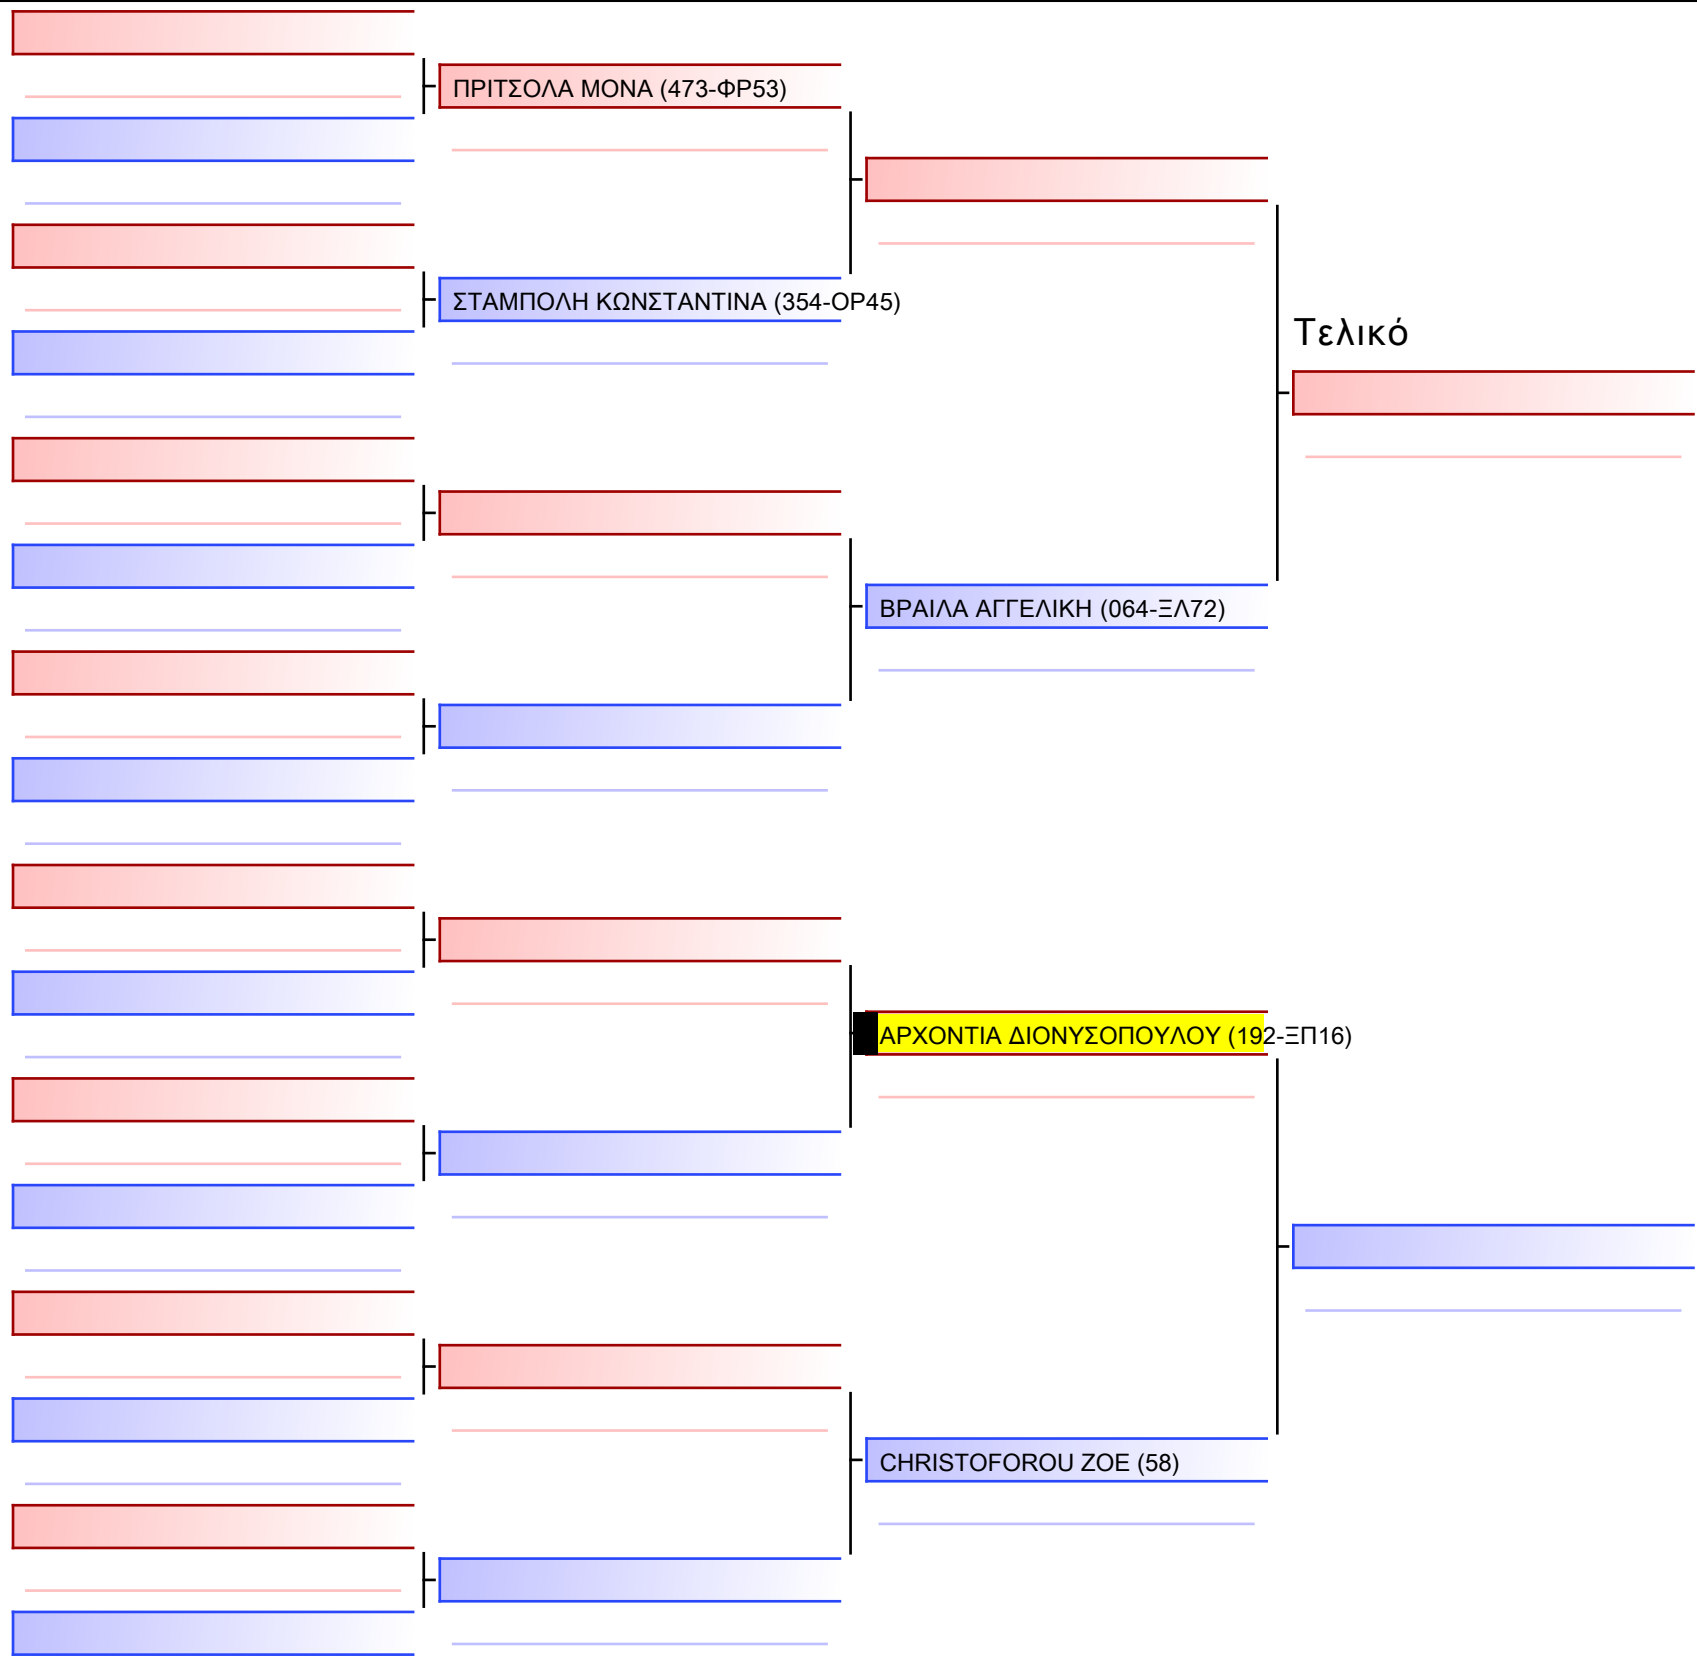 ΠΡΙΤΣΟΛΑ ΜΟΝΑ (473-ΦΡ53)
ΣΤΑΜΠΟΛΗ ΚΩΝΣΤΑΝΤΙΝΑ (354-ΟΡ45)
Τελικό
ΒΡΑΙΛΑ ΑΓΓΕΛΙΚΗ (064-ΞΛ72)
ΑΡΧΟΝΤΙΑ ΔΙΟΝΥΣΟΠΟΥΛΟΥ (192-ΞΠ16)
CHRISTOFOROU ZOE (58)